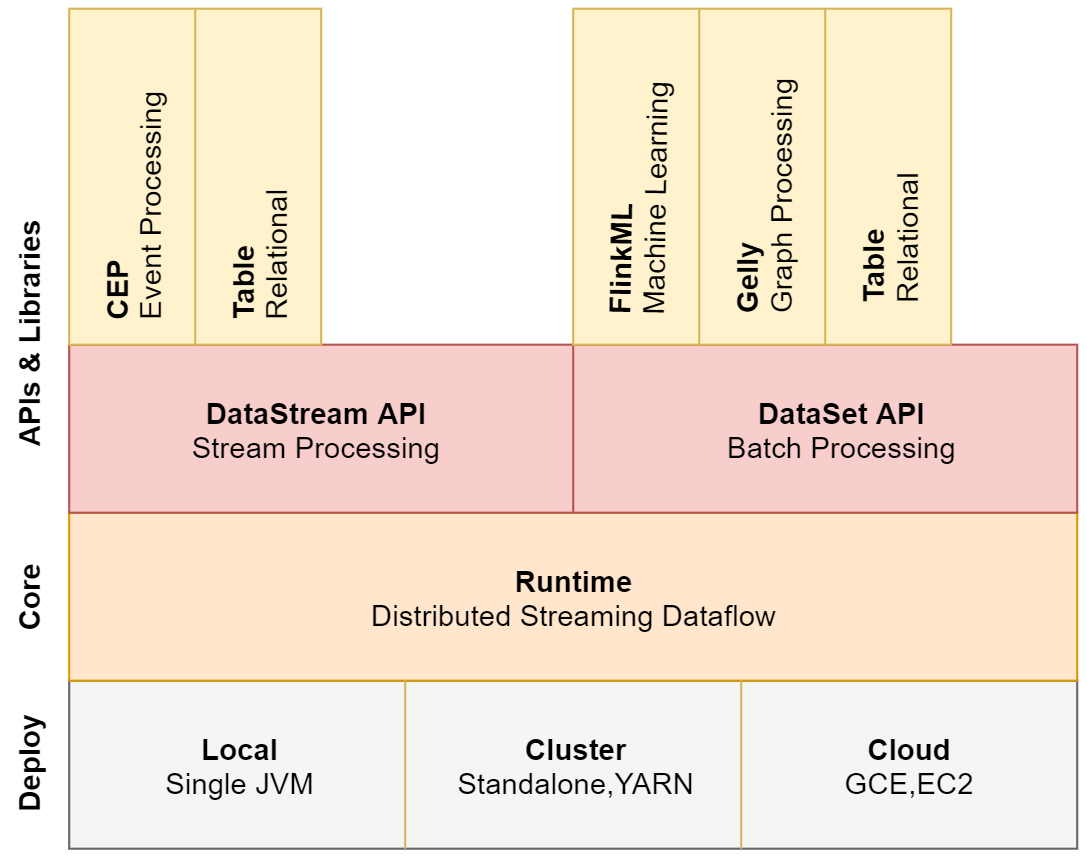 APIs & Libraries
CEP
Event Processing
Table
Relational
FlinkML
Machine Learning
Gelly
Graph Processing
Table
Relational
DataStream API
Stream Processing
DataSet API
Batch Processing
Core
Runtime
Distributed Streaming Dataflow
Deploy
Local
Single JVM
Cluster
Standalone,YARN
Cloud
GCE,EC2